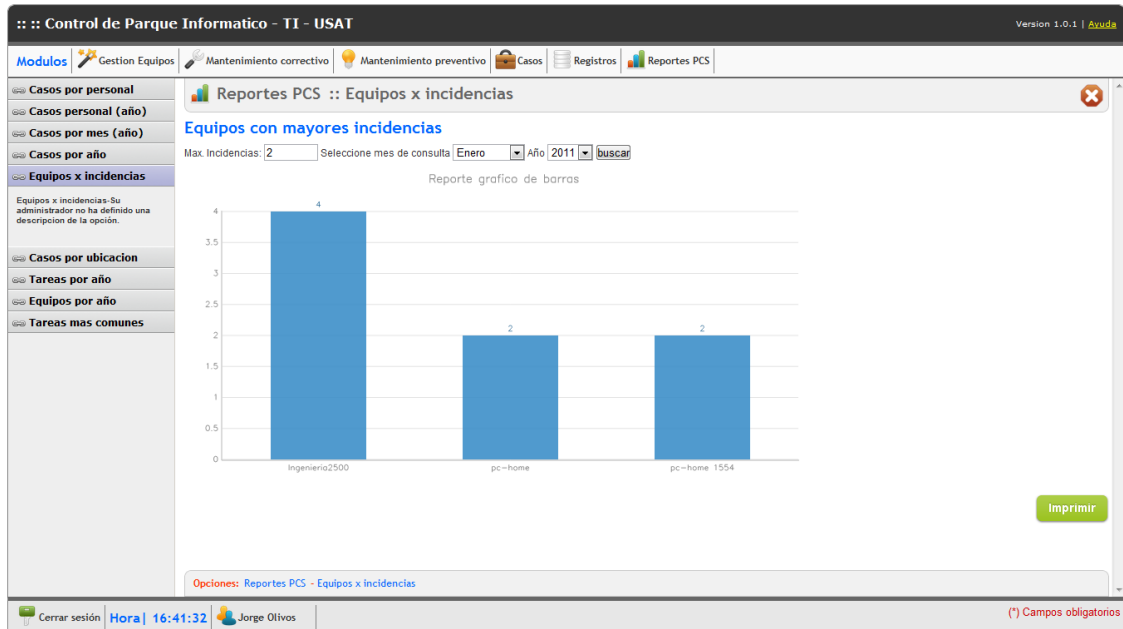 :: :: Control de Parque Informatico - TI - USAT
Version 1.0.1 | Ayuda
Modulos Gestion Equipos Mantenimiento correctivo Mantenimiento preventivo Casos Registros Reportes PCS
Casos por personal
Casos personal (año)
Casos por mes (año)
Casos por año
Equipos x incidencias
Equipos x incidencias-Su
administrador no ha definido una
descripcion de la opción.
Casos por ubicacion
Tareas por año
Equipos por año
Tareas mas comunes
Reportes PCS :: Equipos x incidencias
Equipos con mayores incidencias
Max. Incidencias: 2 Seleccione mes de consulta Enero Año 2011 buscar
Reporte grafico de barras
4
3.5
3
2.5
2
1.5
1
0.5
0
4
2
2
Ingenieria2500
pc-home
pc-home 1554
Imprimir
Opciones: Reportes PCS - Equipos x incidencias
Cerrar sesión Hora| 16:41:32 Jorge Olivos
(*) Campos obligatorios